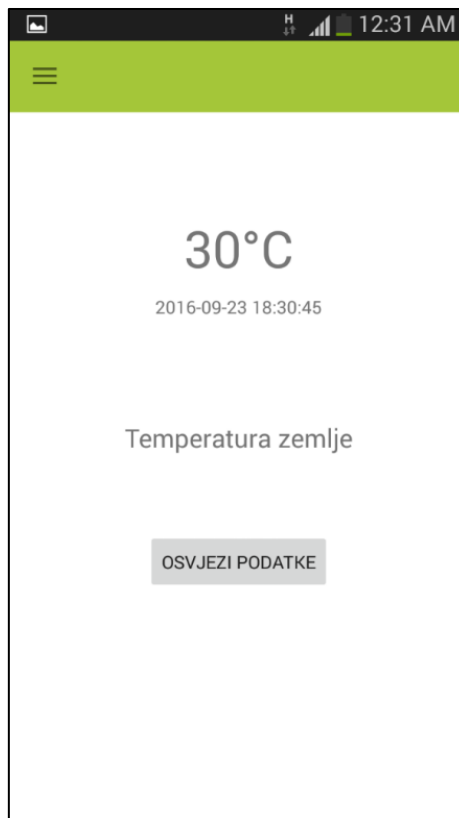 H
12:31 AM
30°C
2016-09-23 18:30:45
Temperatura zemlje
OSVJEZI PODATKE